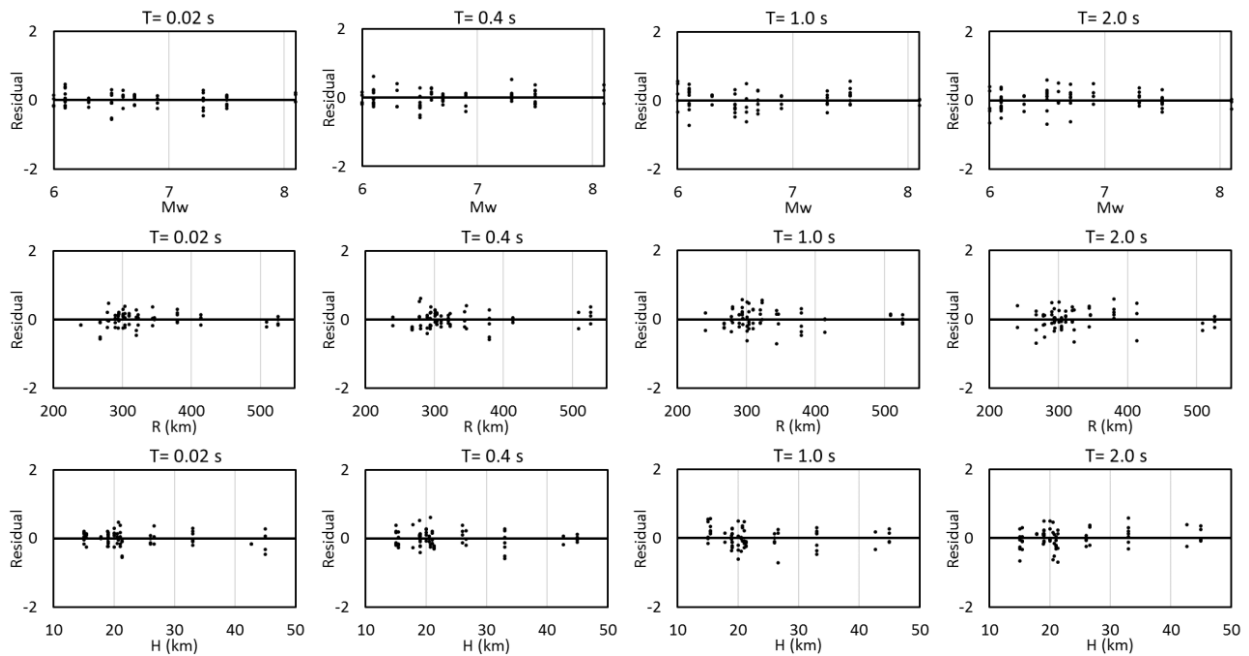 T= 0.02 s T= 0.4 s T= 1.0 s T= 2.0 s
2 2 2 2
Residual Residual Residual Residual
0 0 0 0
-2 -2 -2 -2
6 7 8 6 7 8 6 7 8 6 7 8
Mw Mw Mw Mw
T= 0.02 s T= 0.4 s T= 1.0 s T= 2.0 s
2 2 2 2
Residual Residual Residual Residual
0 0 0 0
-2 -2 -2 -2
200 300 400 500 200 300 400 500 200 300 400 500 200 300 400 500
R (km) R (km) R (km) R (km)
T= 0.02 s T= 0.4 s T= 1.0 s T= 2.0 s
2 2 2 2
Residual Residual Residual Residual
0 0 0 0
-2 -2 -2 -2
10 20 30 40 50 10 20 30 40 50 10 20 30 40 50 10 20 30 40 50
H (km) H (km) H (km) H (km)